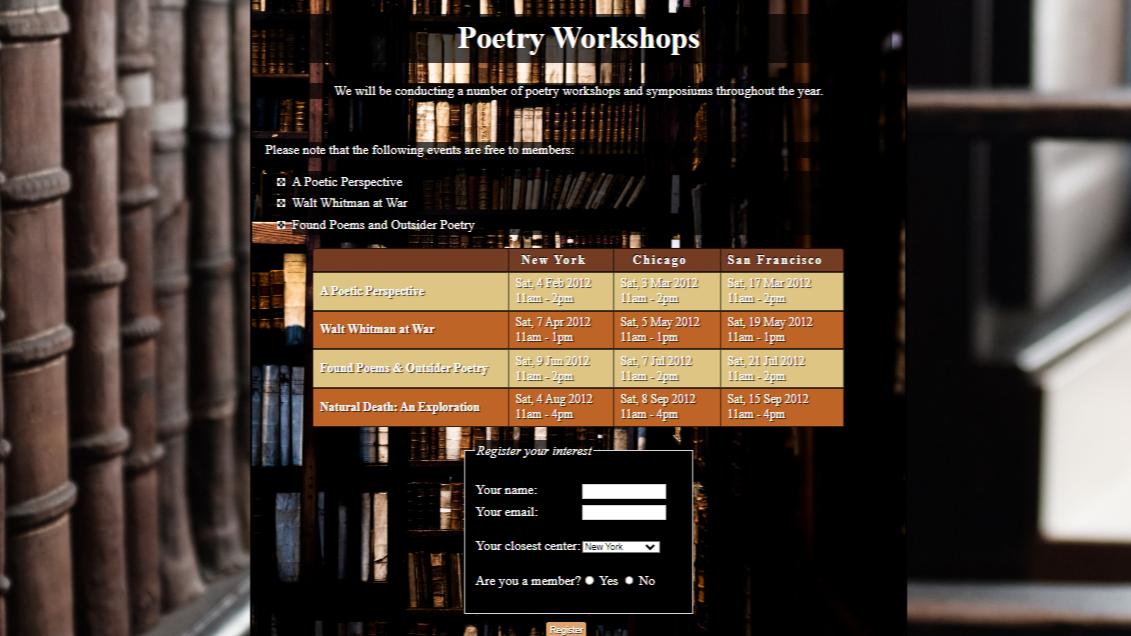 Poetry Workshops
We will be conducting a number of poetry workshops and symposiums throughout the year.
Please note that the following events are free to members:
A Poetic Perspective
Walt Whitman at War
Found Poems and Outsider Poetry
New York Chicago San Francisco
A Poetic Perspective
Sat, 4 Feb 2012
11am - 2pm
Sat, 3 Mar 2012
11am - 2pm
Sat, 17 Mar 2012
11am - 2pm
Walt Whitman at War
Sat, 7 Apr 2012
11am - 1pm
Sat, 5 May 2012
11am - 1pm
Sat, 19 May 2012
11am - 1pm
Found Poems & Outsider Poetry
Sat, 9 Jun 2012
11am - 2pm
Sat, 7 Jul 2012
11am - 2pm
Sat, 21 Jul 2012
11am - 2pm
Natural Death: An Exploration
Sat, 4 Aug 2012
11am - 4pm
Sat, 8 Sep 2012
11am - 4pm
Sat, 15 Sep 2012
11am - 4pm
Register your interest
Your name:
Your email:
Your closest center: New York
Are you a member? Yes No
Register